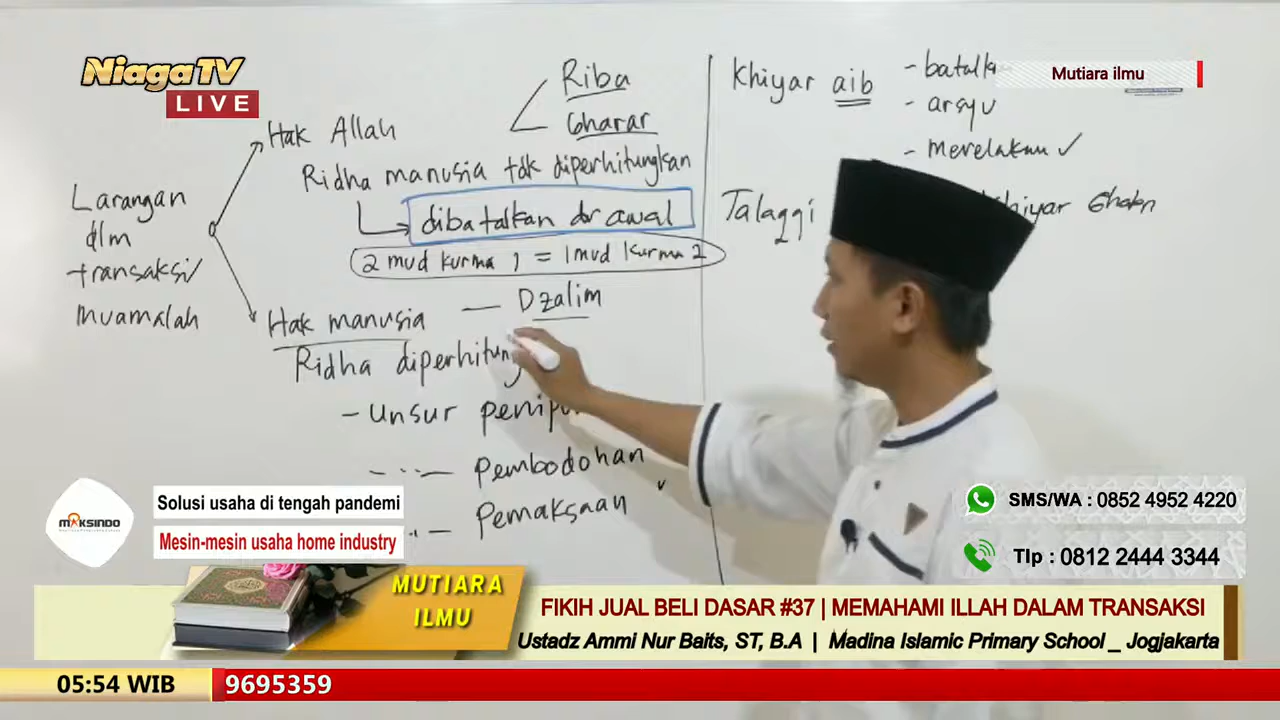 NiagaTV
LIVE
Mutiara ilmu
Larangan
dlm
transaksi/
muamalah
Hak Allah
Riba
Gharar
Ridha manusia tdk diperhitungkan
dibatalkan dr awal
2 mud kurma 1 = 1 mud kurma 2
Hak manusia — Dzalim
Ridha diperhitung
- Unsur penipu
- ... — Pembodohan
.. — Pemaksaan ✓
Khiyar aib
- batalk
- arsyu
- merelakan ✓
Talaqqi
khiyar Ghabn
MAKSINDO
Solusi usaha di tengah pandemi
Mesin-mesin usaha home industry
SMS/WA : 0852 4952 4220
Tlp : 0812 2444 3344
MUTIARA
ILMU
FIKIH JUAL BELI DASAR #37 | MEMAHAMI ILLAH DALAM TRANSAKSI
Ustadz Ammi Nur Baits, ST, B.A | Madina Islamic Primary School _ Jogjakarta
05:54 WIB
9695359